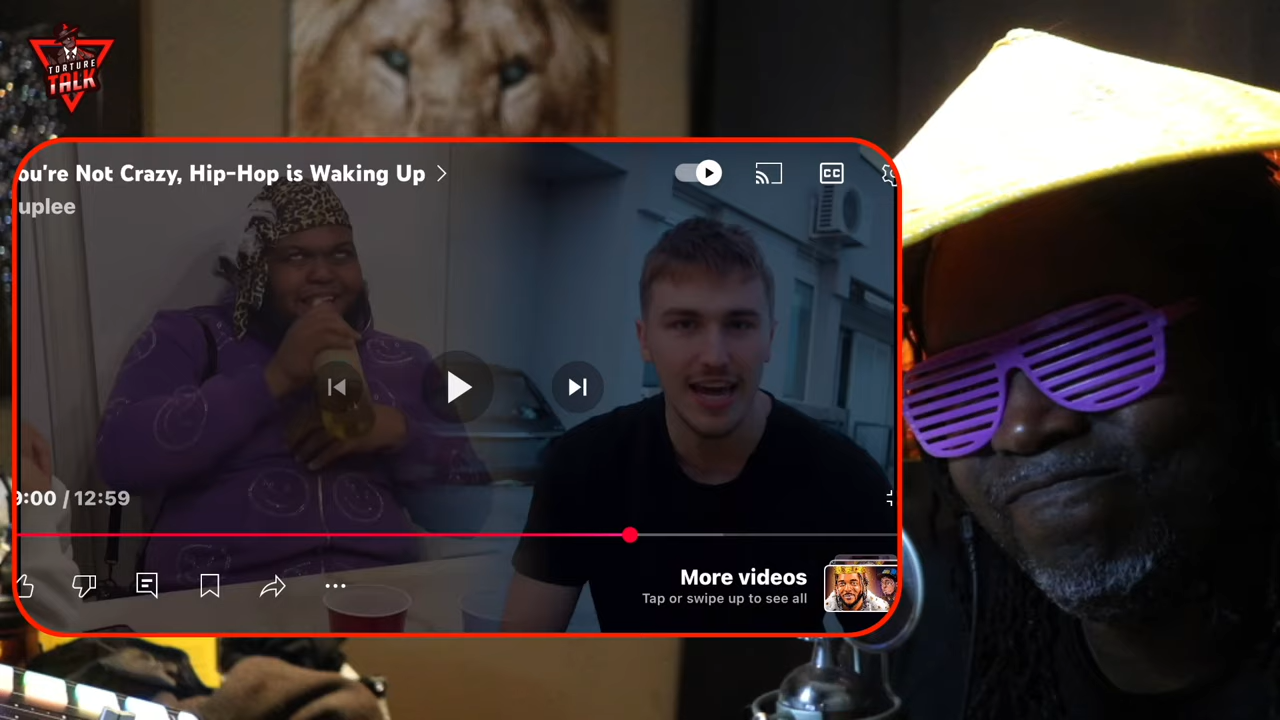 TORTURE
TALK
ou're Not Crazy, Hip-Hop is Waking Up
uplee
CC
9:00 / 12:59
More videos
Tap or swipe up to see all